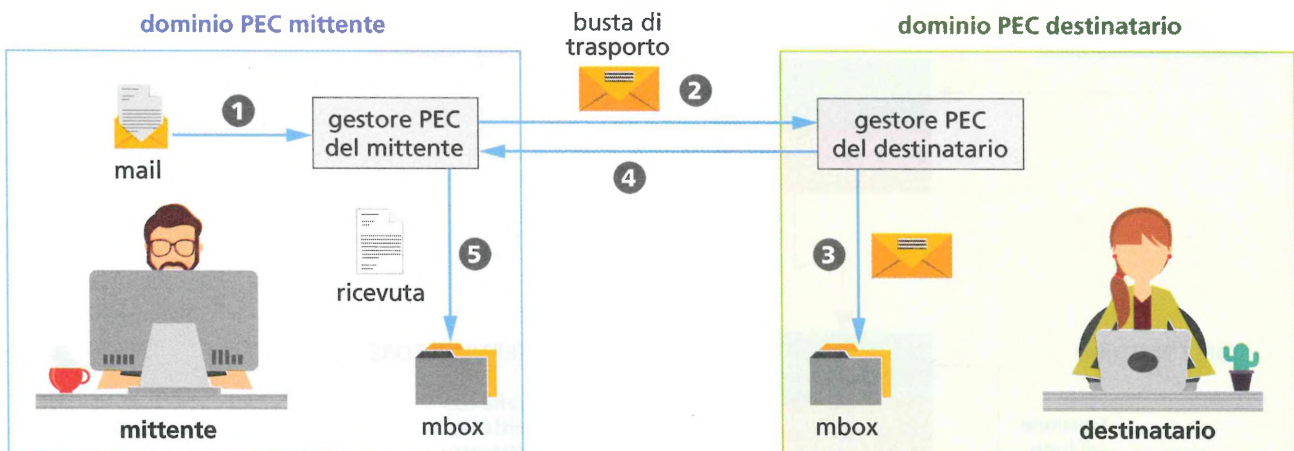 dominio PEC mittente
busta di
trasporto
dominio PEC destinatario
1
2
mail
gestore PEC
del mittente
gestore PEC
del destinatario
4
ricevuta
5
3
mbox
mbox
mittente
destinatario